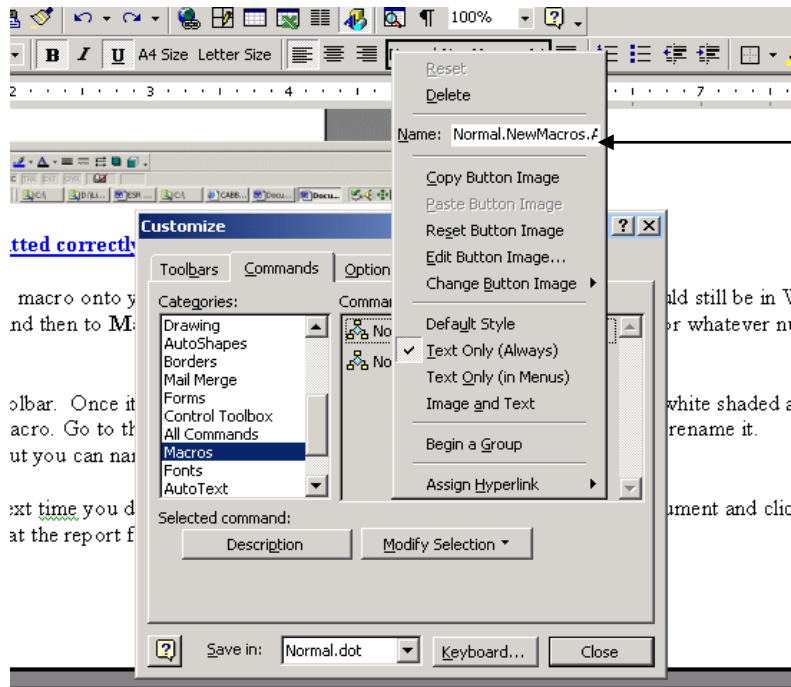 100%
B I U A4 Size Letter Size
2 3 4 7
Reset
Delete
Name: Normal.NewMacros.A
Copy Button Image
Paste Button Image
Reset Button Image
Edit Button Image...
Change Button Image
Default Style
Text Only (Always)
Text Only (in Menus)
Image and Text
Begin a Group
Assign Hyperlink
Customize
Toolbars Commands Option
Categories:
Drawing
AutoShapes
Borders
Mail Merge
Forms
Control Toolbox
All Commands
Macros
Fonts
AutoText
Comma
No
No
Selected command:
Description Modify Selection
Save in: Normal.dot Keyboard... Close
tted correctly
macro onto y uld still be in
nd then to Ma or whatever nu
olbar. Once it white shaded a
acro. Go to th rename it.
ut you can nar
ext time you d ument and clic
at the report f